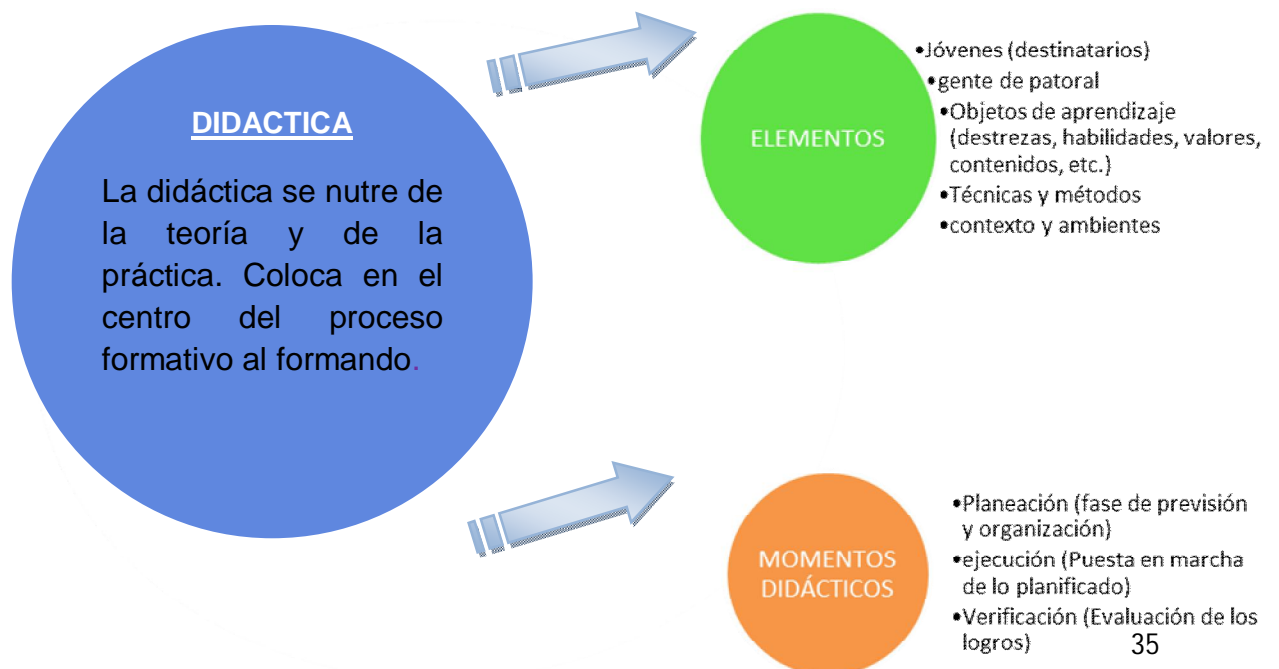 DIDACTICA
La didáctica se nutre de
la teoría y de la
práctica. Coloca en el
centro del proceso
formativo al formando.
ELEMENTOS
•Jóvenes (destinatarios)
•gente de patoral
•Objetos de aprendizaje
(destrezas, habilidades, valores,
contenidos, etc.)
•Técnicas y métodos
•contexto y ambientes
MOMENTOS
DIDÁCTICOS
•Planeación (fase de previsión
y organización)
•ejecución (Puesta en marcha
de lo planificado)
•Verificación (Evaluación de los
logros)
35